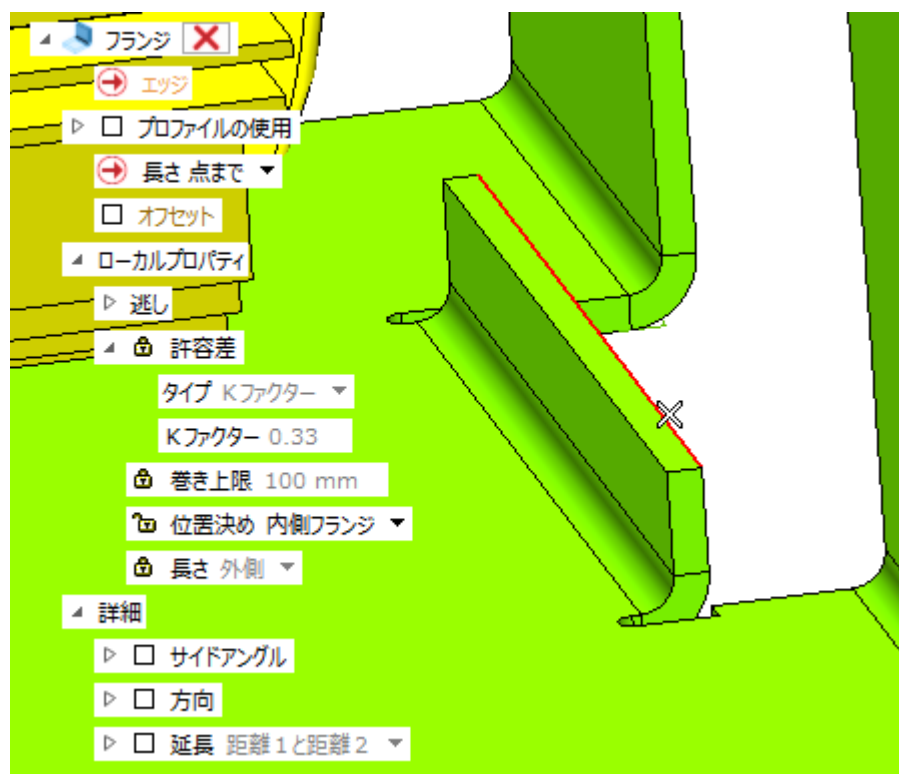 フランジ
エッジ
プロファイルの使用
長さ 点まで
オフセット
ローカルプロパティ
逃し
許容差
タイプ Kファクター
Kファクター 0.33
巻き上限 100 mm
位置決め 内側フランジ
長さ 外側
詳細
サイドアングル
方向
延長 距離1と距離2